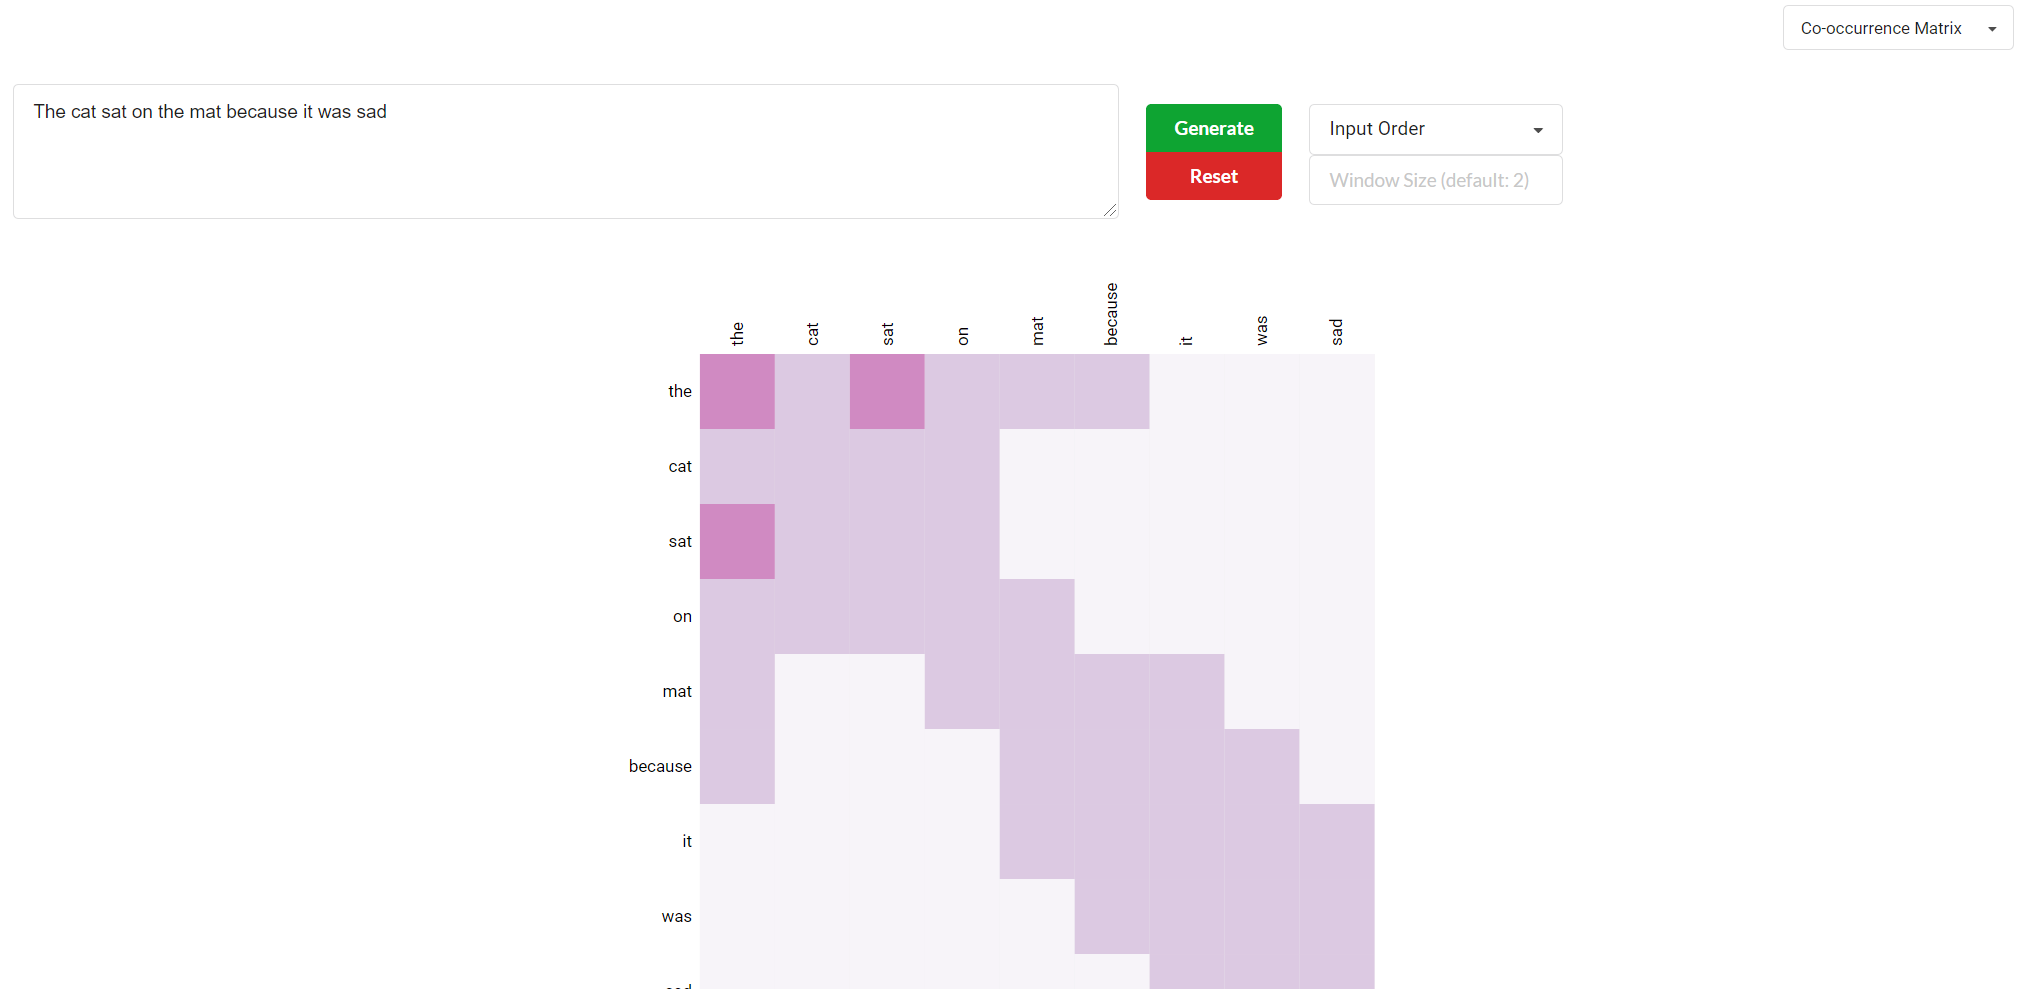 Co-occurrence Matrix
The cat sat on the mat because it was sad
Generate
Reset
Input Order
Window Size (default: 2)
the cat sat on mat because it was sad
the
cat
sat
on
mat
because
it
was